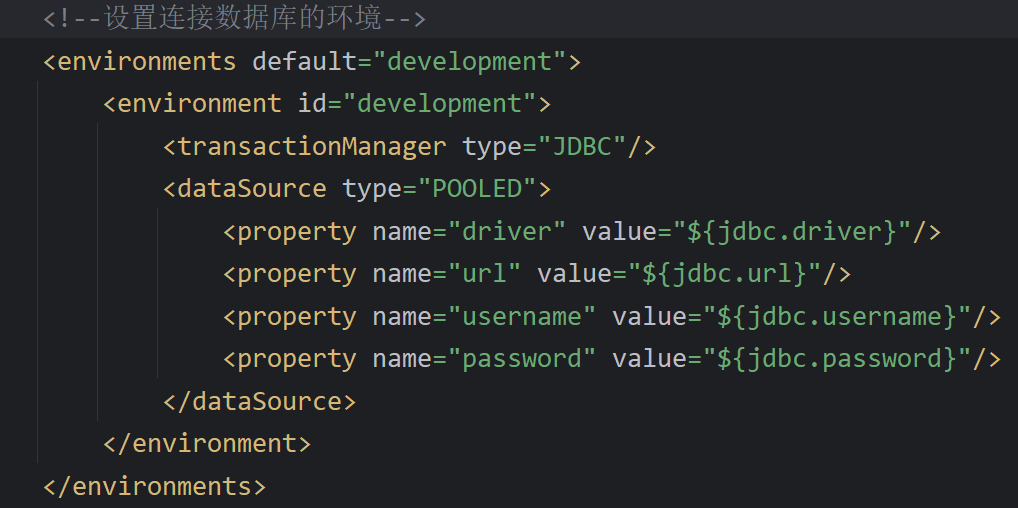 <!--设置连接数据库的环境-->
<environments default="development">
    <environment id="development">
        <transactionManager type="JDBC"/>
        <dataSource type="POOLED">
            <property name="driver" value="${jdbc.driver}"/>
            <property name="url" value="${jdbc.url}"/>
            <property name="username" value="${jdbc.username}"/>
            <property name="password" value="${jdbc.password}"/>
        </dataSource>
    </environment>
</environments>